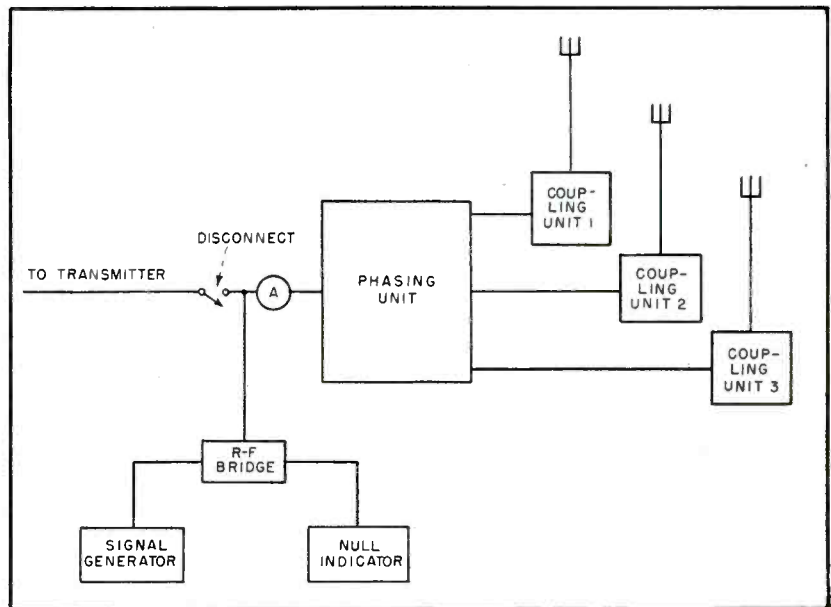 COUP-
LING
UNIT 1
DISCONNECT
TO TRANSMITTER
A
PHASING
UNIT
COUP-
LING
UNIT 2
COUP-
LING
UNIT 3
R-F
BRIDGE
SIGNAL
GENERATOR
NULL
INDICATOR